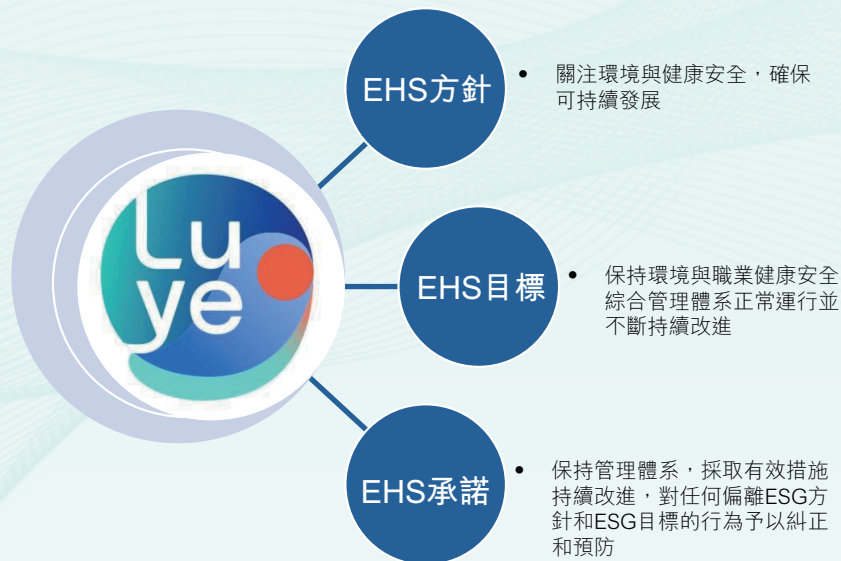 EHS方針
• 關注環境與健康安全，確保
可持續發展
Lu
ye
EHS目標
• 保持環境與職業健康安全
綜合管理體系正常運行並
不斷持續改進
EHS承諾
• 保持管理體系，採取有效措施
持續改進，對任何偏離ESG方
針和ESG目標的行為予以糾正
和預防